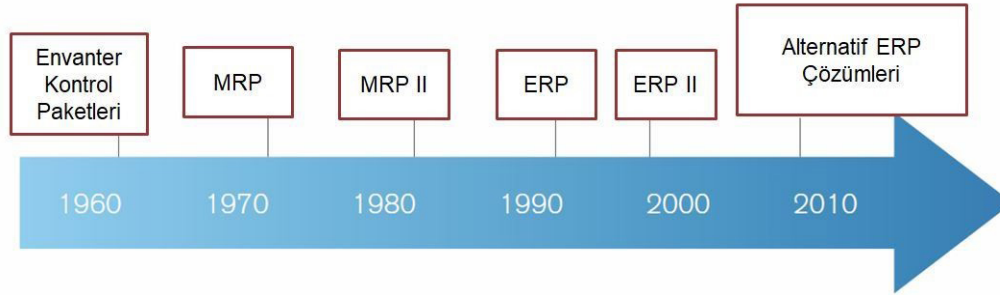 Envanter
Kontrol
Paketleri
MRP
MRP II
ERP
ERP II
Alternatif ERP
Çözümleri
1960
1970
1980
1990
2000
2010